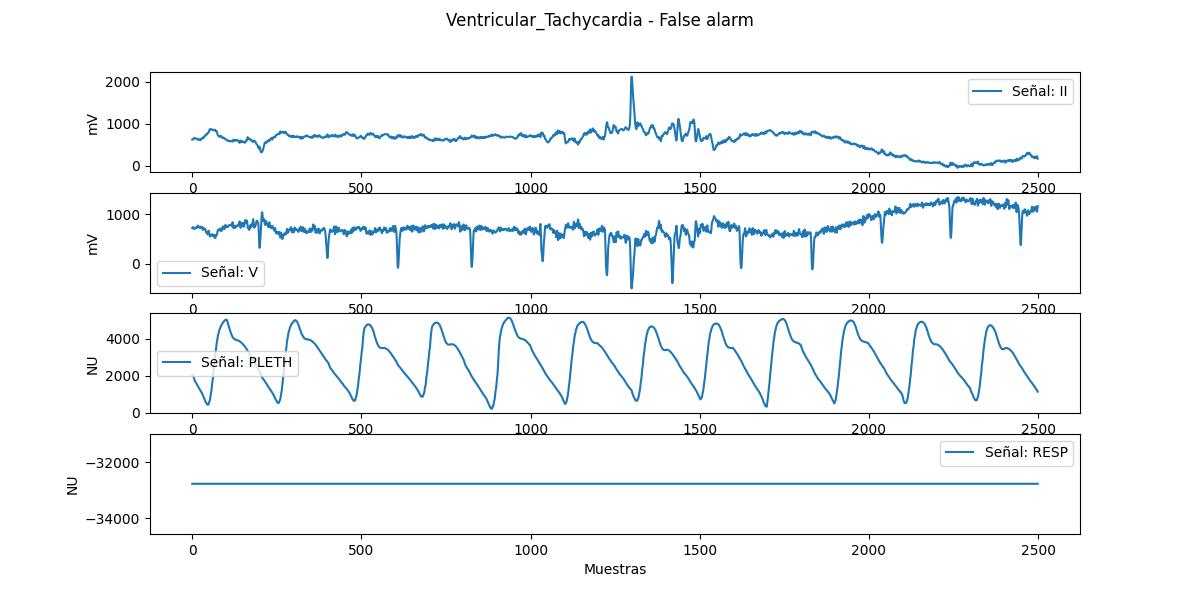 Ventricular_Tachycardia - False alarm
2000
1000
0
mV
Señal: II
0 500 1000 1500 2000 2500
1000
0
mV
Señal: V
0 500 1000 1500 2000 2500
4000
2000
0
NU
Señal: PLETH
0 500 1000 1500 2000 2500
−32000
−34000
NU
Señal: RESP
0 500 1000 1500 2000 2500
Muestras